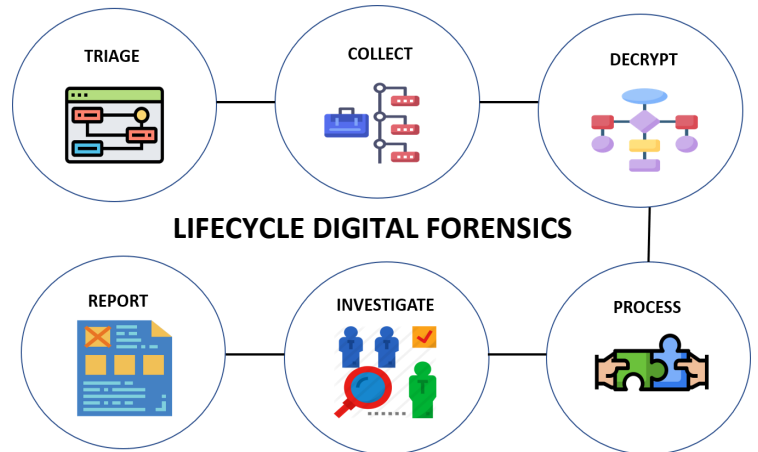 TRIAGE
COLLECT
DECRYPT
LIFECYCLE DIGITAL FORENSICS
REPORT
INVESTIGATE
PROCESS